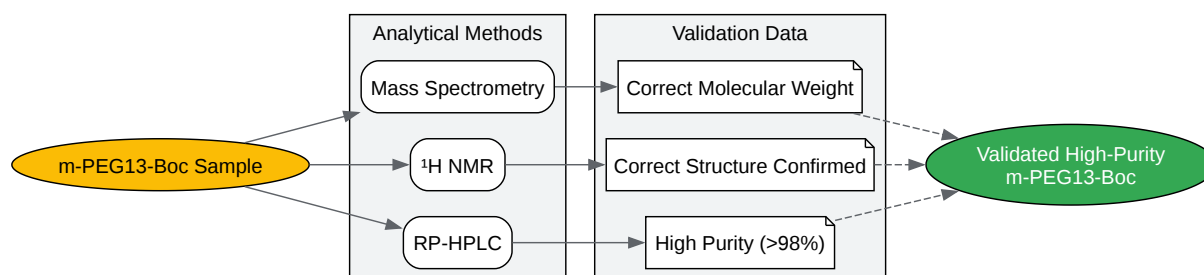 Analytical Methods
Validation Data
Mass Spectrometry
Correct Molecular Weight
m-PEG13-Boc Sample
¹H NMR
Correct Structure Confirmed
Validated High-Purity
m-PEG13-Boc
RP-HPLC
High Purity (>98%)